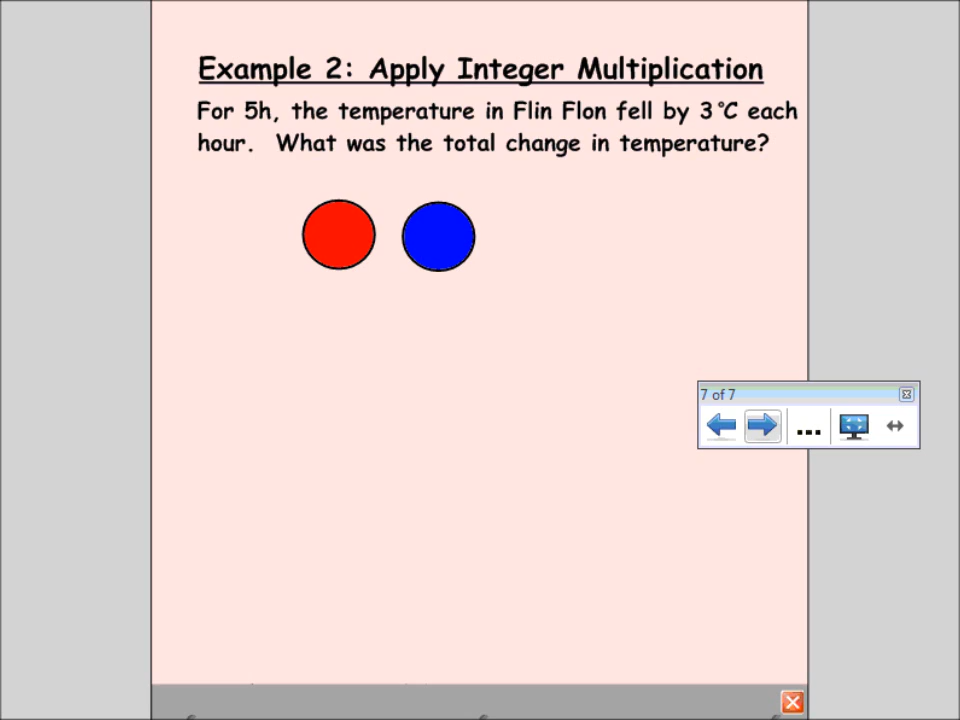 Example 2: Apply Integer Multiplication
For 5h, the temperature in Flin Flon fell by 3°C each
hour. What was the total change in temperature?
7 of 7
...